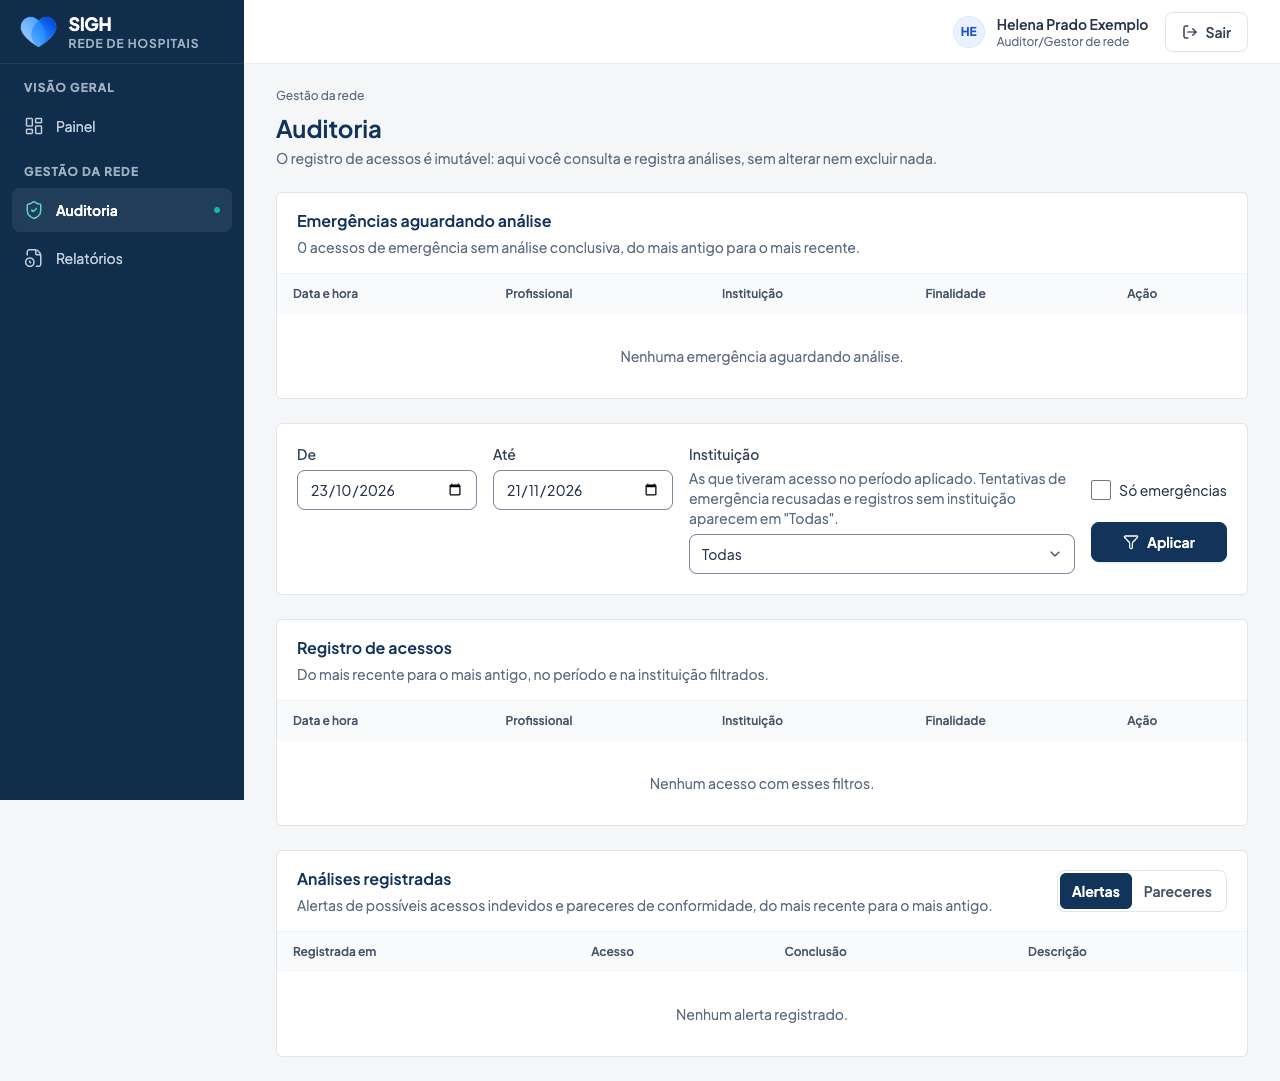 SIGH
REDE DE HOSPITAIS
HE
Helena Prado Exemplo
Auditor/Gestor de rede
Sair
VISÃO GERAL
Painel
GESTÃO DA REDE
Auditoria
Relatórios
Gestão da rede
Auditoria
O registro de acessos é imutável: aqui você consulta e registra análises, sem alterar nem excluir nada.
Emergências aguardando análise
0 acessos de emergência sem análise conclusiva, do mais antigo para o mais recente.
Data e hora Profissional Instituição Finalidade Ação
Nenhuma emergência aguardando análise.
De
23/10/2026
Até
21/11/2026
Instituição
As que tiveram acesso no período aplicado. Tentativas de
emergência recusadas e registros sem instituição
aparecem em "Todas".
Todas
Só emergências
Aplicar
Registro de acessos
Do mais recente para o mais antigo, no período e na instituição filtrados.
Data e hora Profissional Instituição Finalidade Ação
Nenhum acesso com esses filtros.
Análises registradas
Alertas de possíveis acessos indevidos e pareceres de conformidade, do mais recente para o mais antigo.
Alertas Pareceres
Registrada em Acesso Conclusão Descrição
Nenhum alerta registrado.